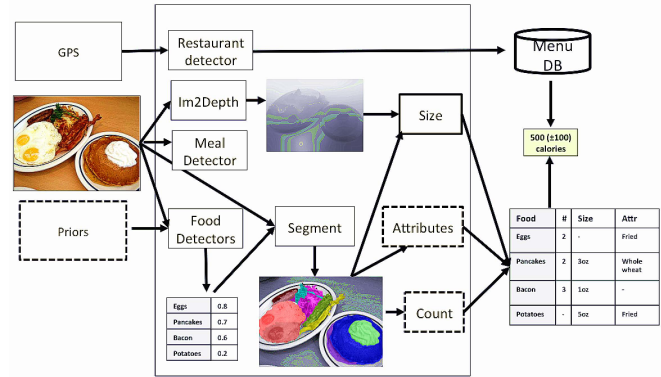 GPS
Restaurant
detector
Menu
DB
Im2Depth
Size
Meal
Detector
500 (±100)
calories
Priors
Food
Detectors
Segment
Attributes
Count
Eggs 0.8
Pancakes 0.7
Bacon 0.6
Potatoes 0.2
Food # Size Attr
Eggs 2 - Fried
Pancakes 2 3oz Whole
wheat
Bacon 3 1oz -
Potatoes - 5oz Fried